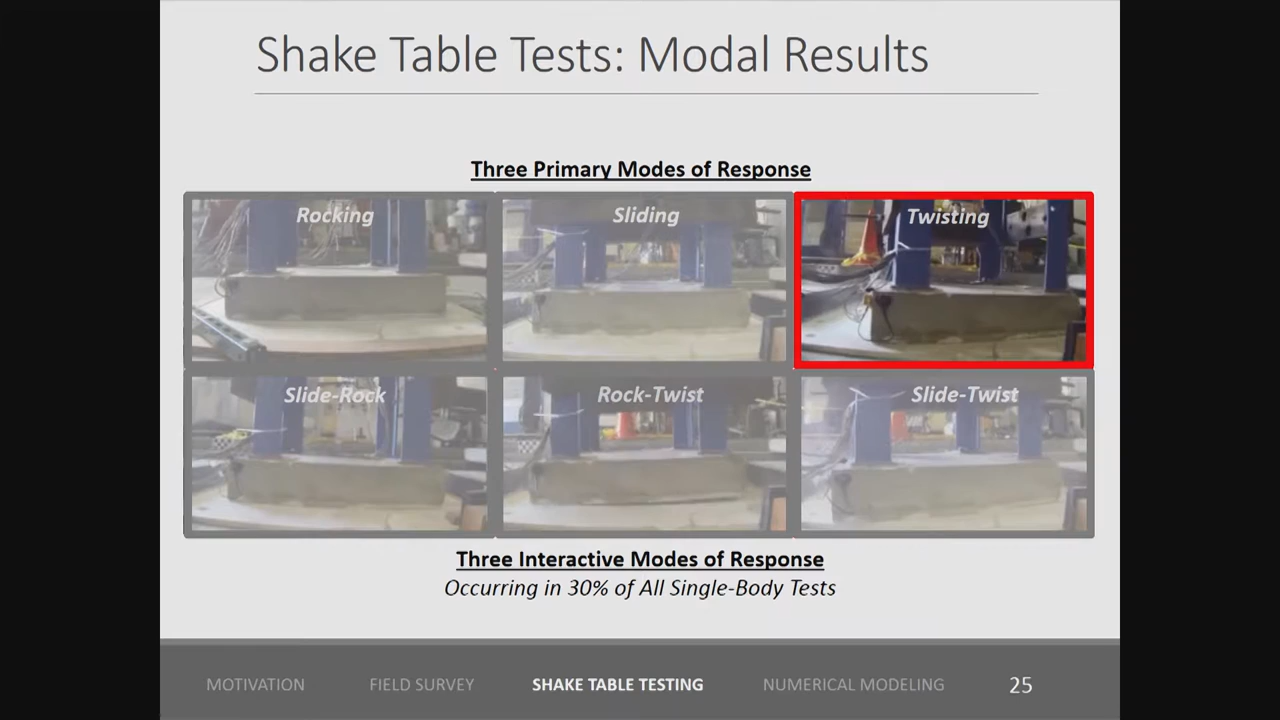 Shake Table Tests: Modal Results
Three Primary Modes of Response
Rocking
Sliding
Twisting
Slide-Rock
Rock-Twist
Slide-Twist
Three Interactive Modes of Response
Occurring in 30% of All Single-Body Tests
MOTIVATION
FIELD SURVEY
SHAKE TABLE TESTING
NUMERICAL MODELING
25